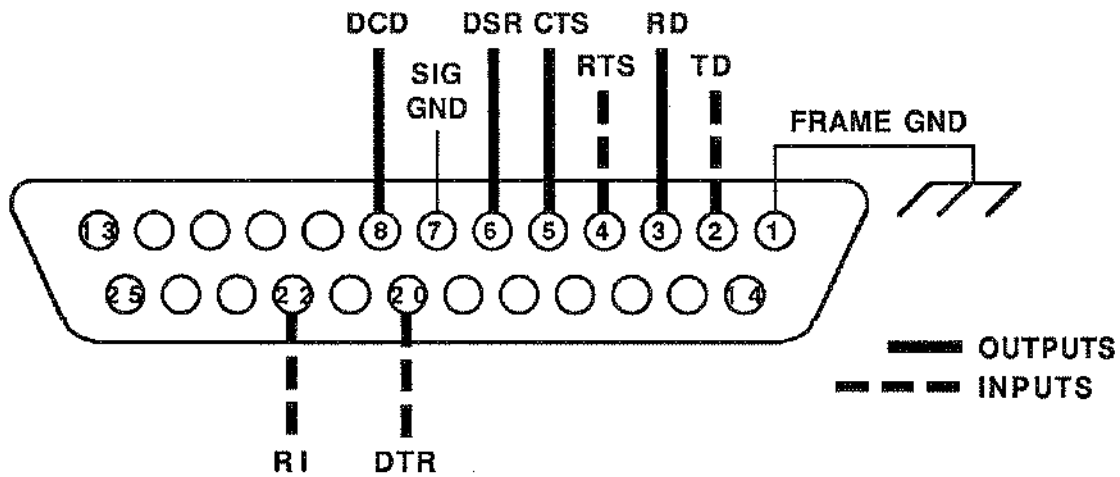 DCD DSR CTS RD
SIG GND RTS TD
FRAME GND
13 8 7 6 5 4 3 2 1
25 22 20 14
OUTPUTS
INPUTS
RI DTR